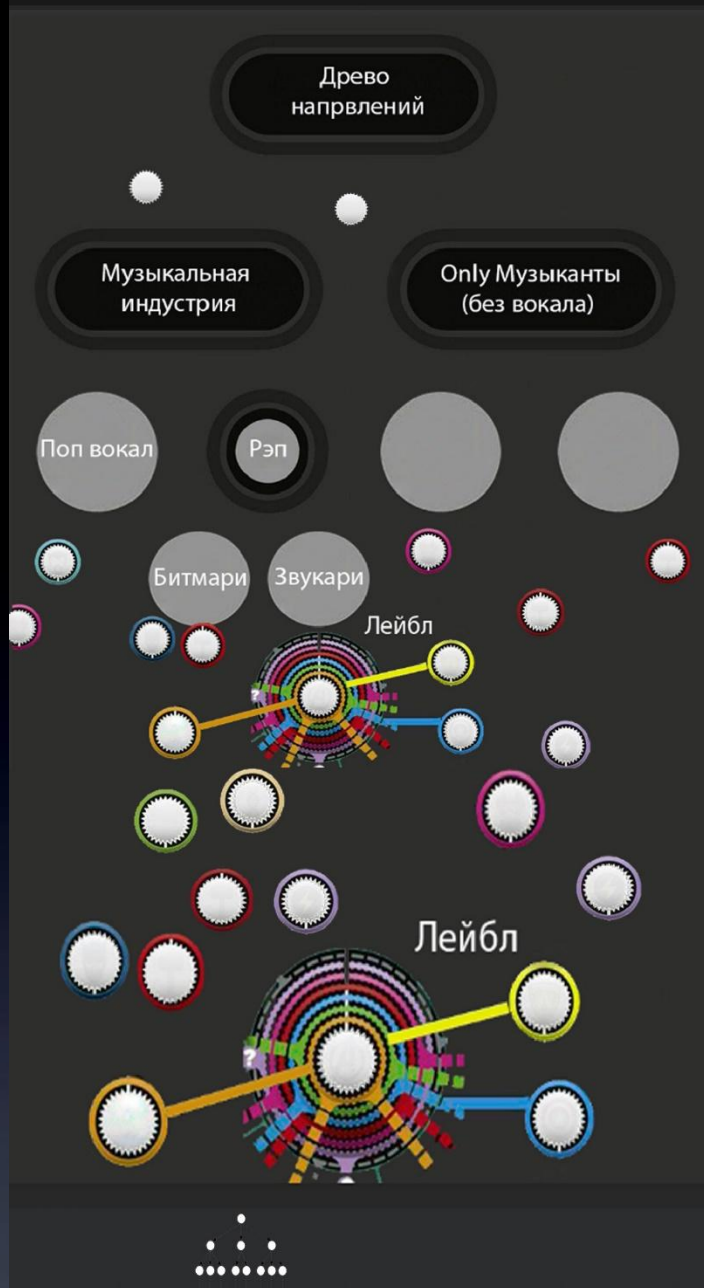 Древо
напрвлений
Музыкальная
индустрия
Only Музыканты
(без вокала)
Поп вокал
Рэп
Битмари
Звукари
Лейбл
?
Лейбл
?